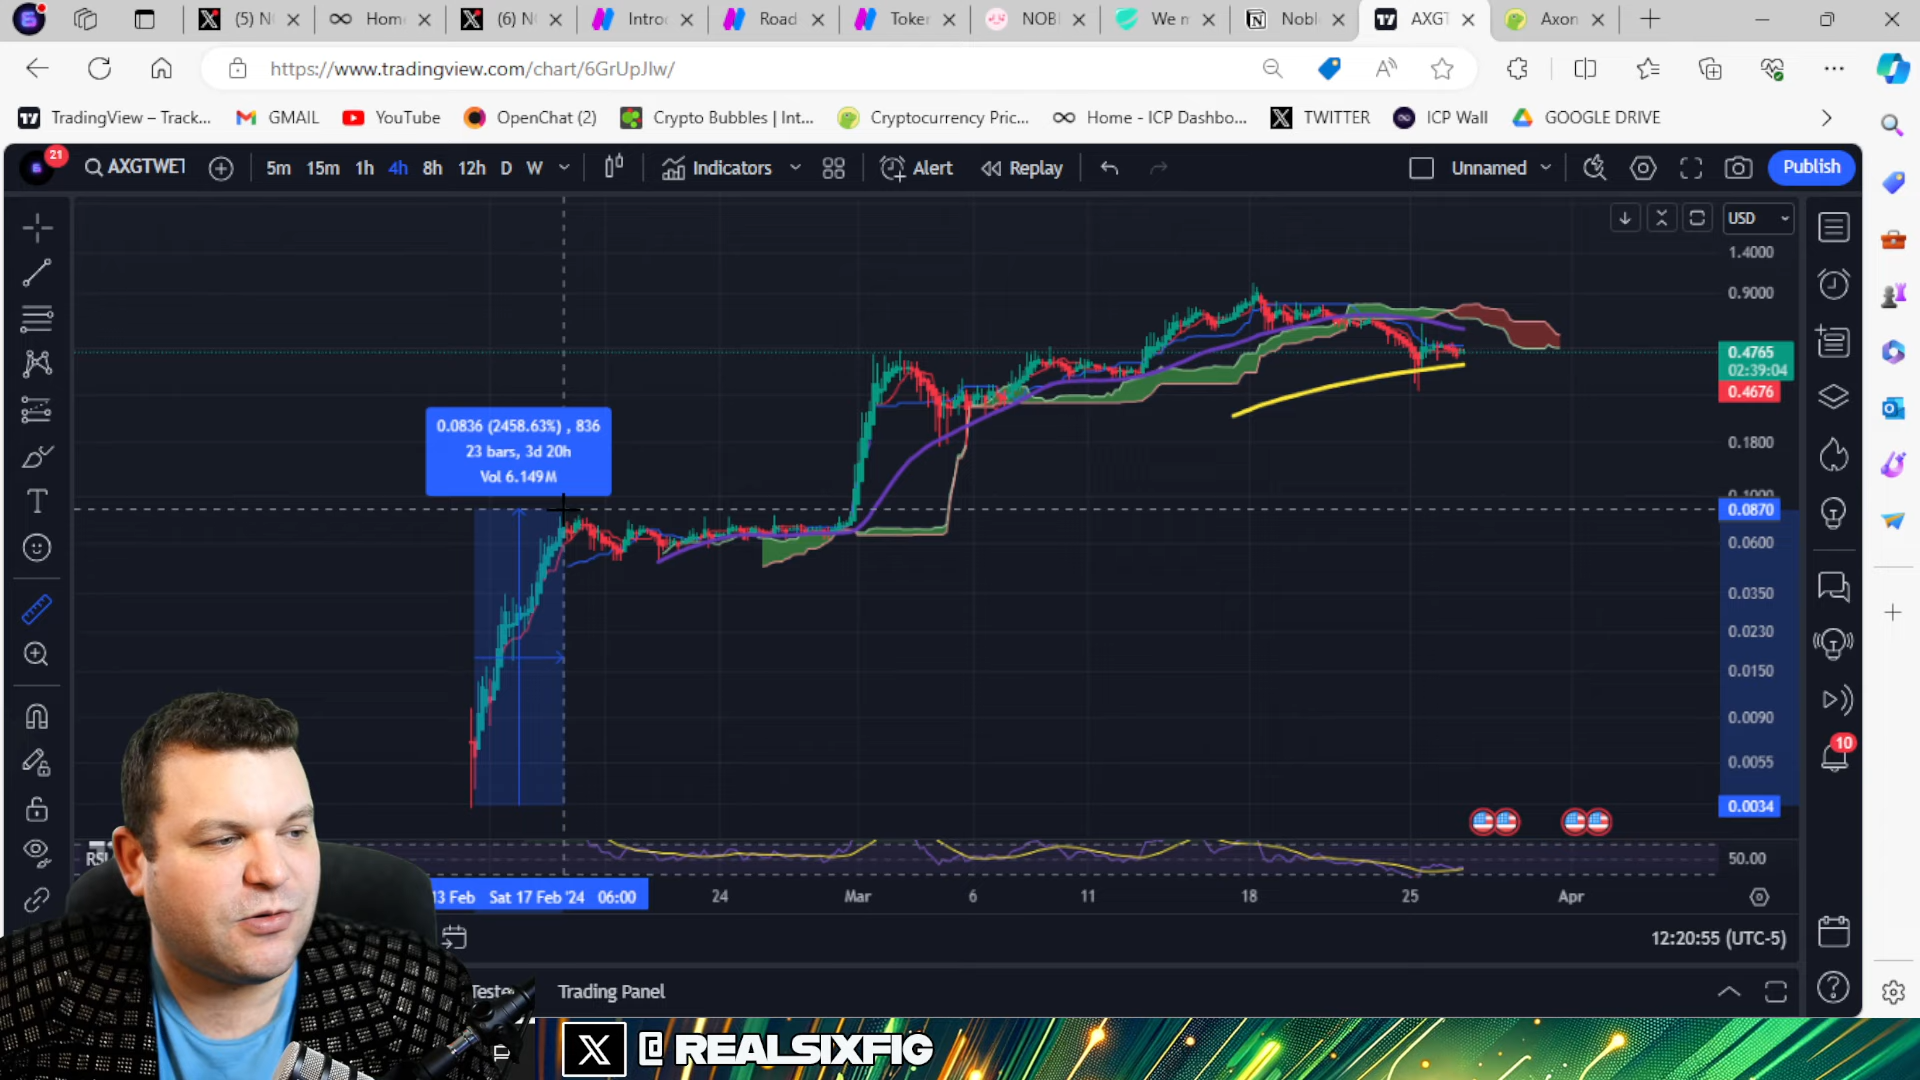 (5) N
Home
(6) N
Introc
Road
Toker
NOB
We n
Noble
AXGT
Axon
https://www.tradingview.com/chart/6GrUpJlw/
TradingView – Track...
GMAIL
YouTube
OpenChat (2)
Crypto Bubbles | Int...
Cryptocurrency Pric...
Home - ICP Dashbo...
TWITTER
ICP Wall
GOOGLE DRIVE
21
AXGTWET
5m
15m
1h
4h
8h
12h
D
W
Indicators
Alert
Replay
Unnamed
Publish
USD
1.4000
0.9000
0.4765
02:39:04
0.4676
0.1800
0.1000
0.0870
0.0600
0.0350
0.0230
0.0150
0.0090
0.0055
0.0034
0.0836 (2458.63%) , 836
23 bars, 3d 20h
Vol 6.149M
10
RSI
50.00
13 Feb
Sat 17 Feb '24 06:00
24
Mar
6
11
18
25
Apr
12:20:55 (UTC-5)
Teste
Trading Panel
X @ REALSIXFIG